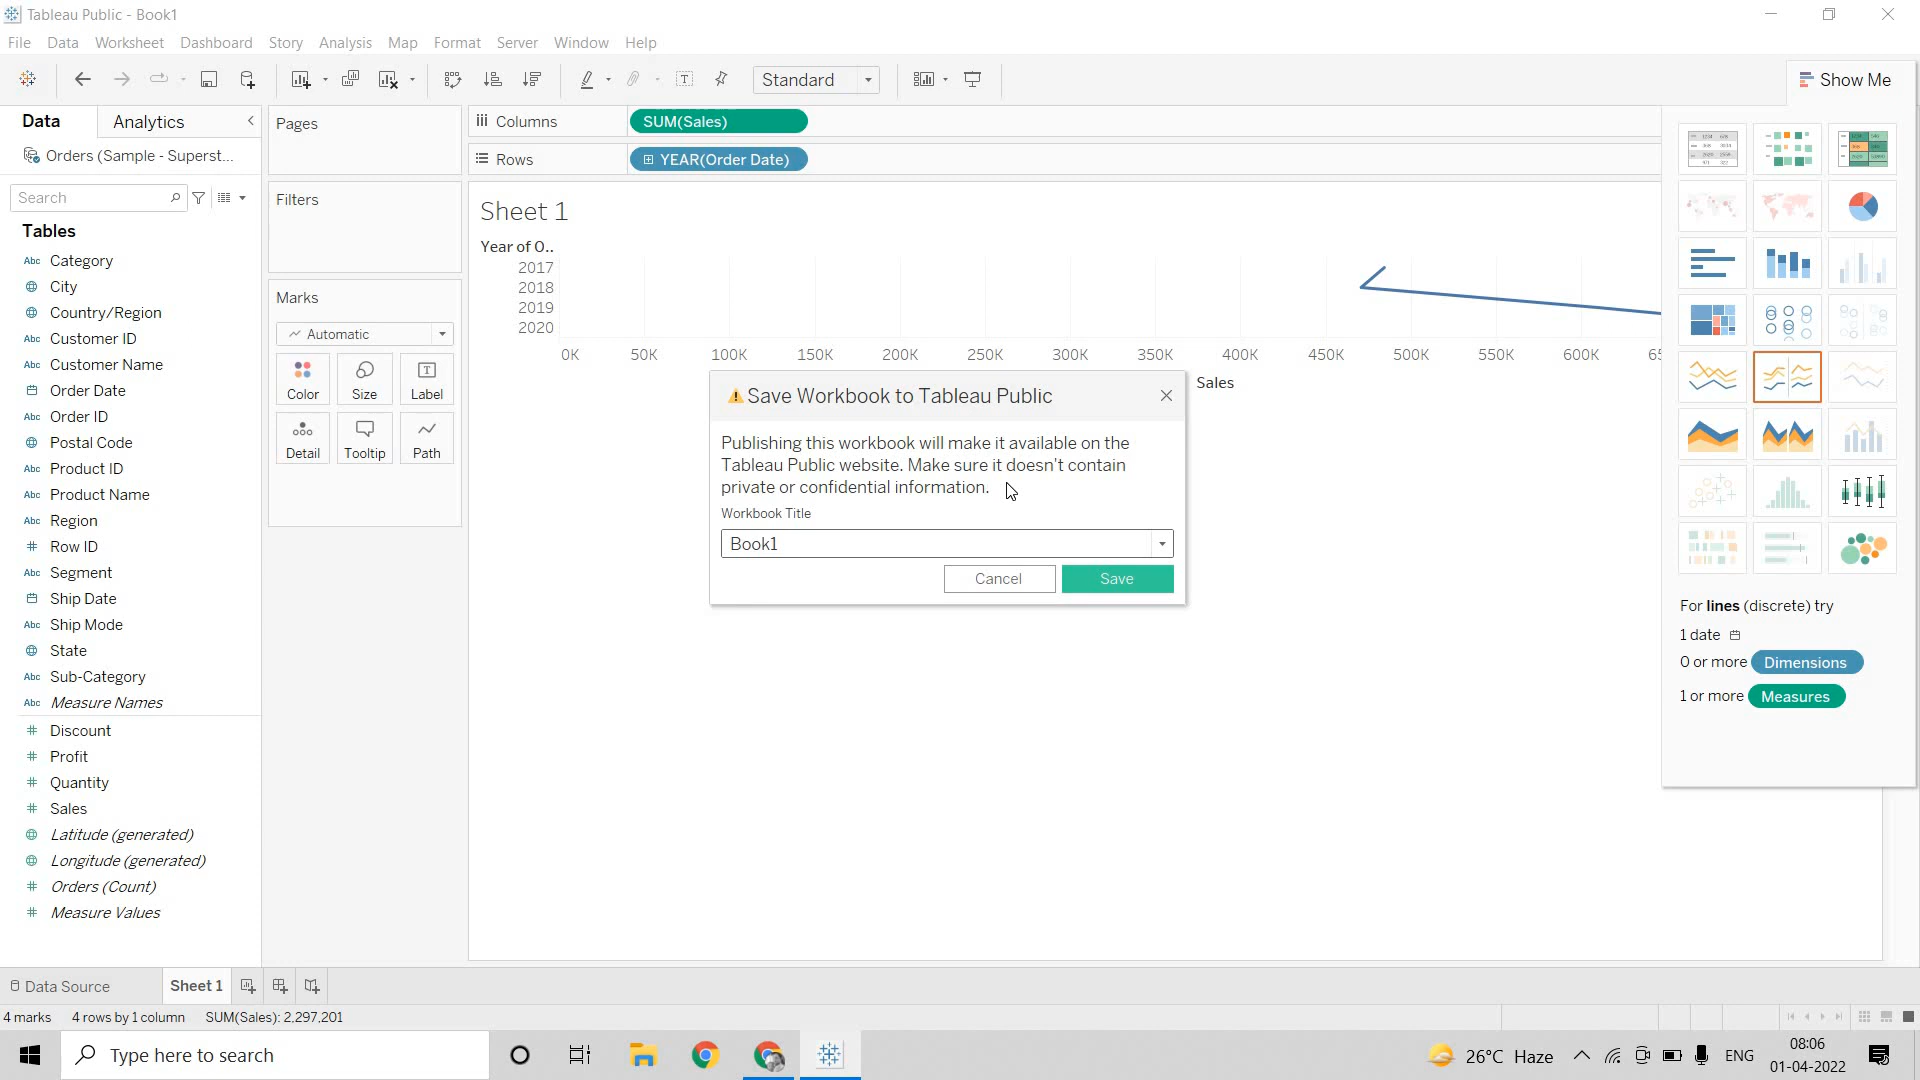 Tableau Public - Book1
File Data Worksheet Dashboard Story Analysis Map Format Server Window Help
Standard
Show Me
Data Analytics
Pages
Columns SUM(Sales)
Orders (Sample - Superst...
Rows YEAR(Order Date)
Search
Filters
Tables
Sheet 1
Year of O..
Category
City
Country/Region
Customer ID
Customer Name
Order Date
Order ID
Postal Code
Product ID
Product Name
Region
Row ID
Segment
Ship Date
Ship Mode
State
Sub-Category
Measure Names
Discount
Profit
Quantity
Sales
Latitude (generated)
Longitude (generated)
Orders (Count)
Measure Values
Marks
Automatic
Color Size Label
Detail Tooltip Path
2017
2018
2019
2020
0K 50K 100K 150K 200K 250K 300K 350K 400K 450K 500K 550K 600K 65
Sales
Save Workbook to Tableau Public
Publishing this workbook will make it available on the
Tableau Public website. Make sure it doesn't contain
private or confidential information.
Workbook Title
Book1
Cancel Save
For lines (discrete) try
1 date
0 or more Dimensions
1 or more Measures
Data Source Sheet 1
4 marks 4 rows by 1 column SUM(Sales): 2,297,201
Type here to search
26°C Haze
ENG
08:06
01-04-2022